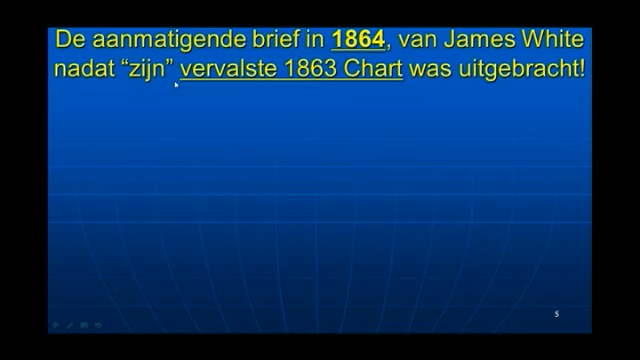 De aanmatigende brief in 1864, van James White
nadat “zijn” vervalste 1863 Chart was uitgebracht!
5